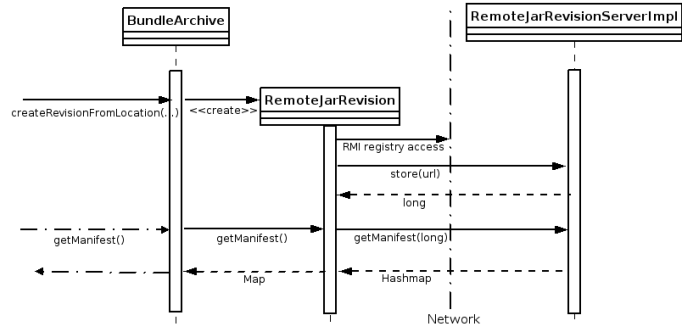 BundleArchive
RemoteJarRevisionServerImpl
createRevisionFromLocation(...)
<<create>>
RemoteJarRevision
RMI registry access
store(url)
long
getManifest()
getManifest()
getManifest(long)
Map
Hashmap
Network